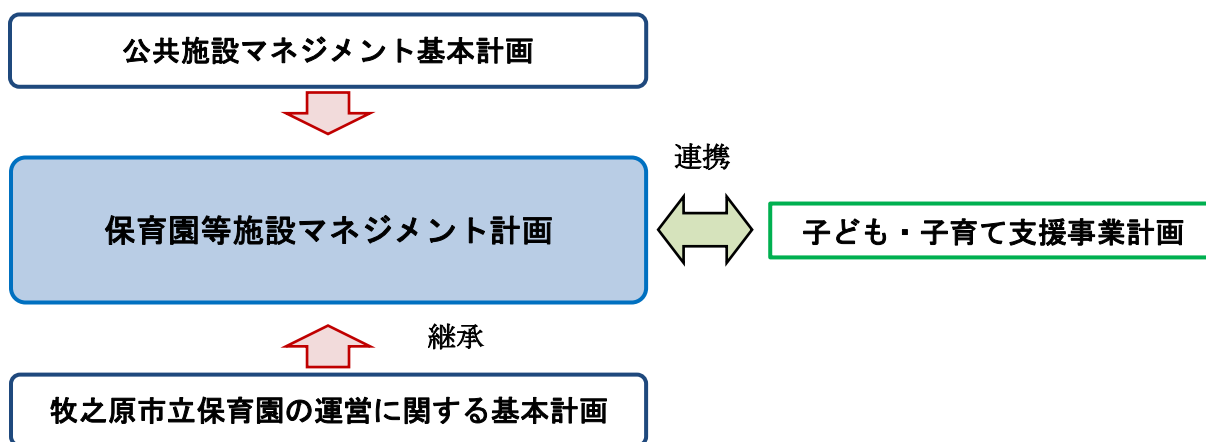 公共施設マネジメント基本計画
連携
保育園等施設マネジメント計画
子ども・子育て支援事業計画
継承
牧之原市立保育園の運営に関する基本計画